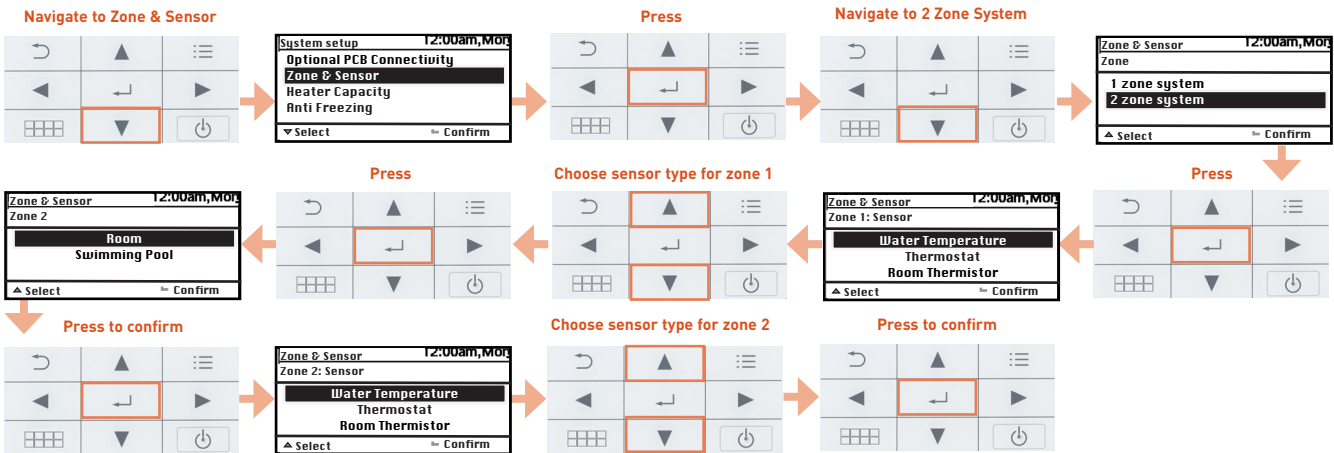 Navigate to Zone & Sensor
System setup 12:00am,Mon
Optional PCB Connectivity
Zone & Sensor
Heater Capacity
Anti Freezing
▼ Select Confirm
Press
Navigate to 2 Zone System
Zone & Sensor 12:00am,Mon
Zone
1 zone system
2 zone system
▲ Select Confirm
Press
Zone & Sensor 12:00am,Mon
Zone 1: Sensor
Water Temperature
Thermostat
Room Thermistor
▲ Select Confirm
Choose sensor type for zone 1
Press
Zone & Sensor 12:00am,Mon
Zone 2
Room
Swimming Pool
▲ Select Confirm
Press to confirm
Zone & Sensor 12:00am,Mon
Zone 2: Sensor
Water Temperature
Thermostat
Room Thermistor
▲ Select Confirm
Choose sensor type for zone 2
Press to confirm